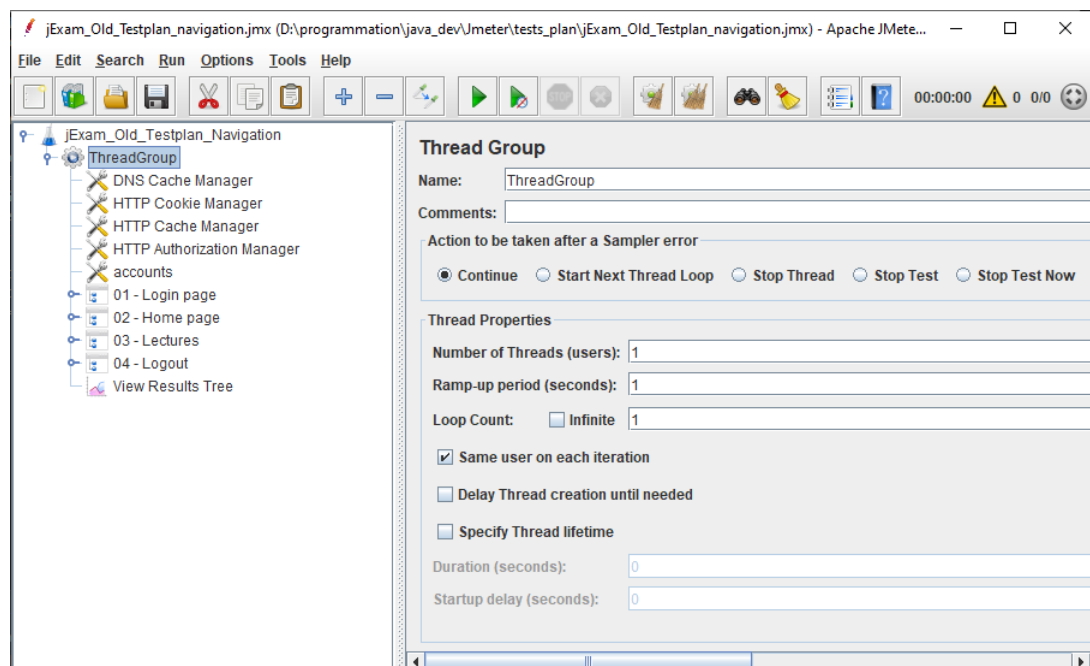 jExam_Old_Testplan_navigation.jmx (D:\programmation\java_dev\Jmeter\tests_plan\jExam_Old_Testplan_navigation.jmx) - Apache JMete...
File Edit Search Run Options Tools Help
STOP 00:00:00 0 0/0
jExam_Old_Testplan_Navigation
ThreadGroup
DNS Cache Manager
HTTP Cookie Manager
HTTP Cache Manager
HTTP Authorization Manager
accounts
01 - Login page
02 - Home page
03 - Lectures
04 - Logout
View Results Tree
Thread Group
Name: ThreadGroup
Comments:
Action to be taken after a Sampler error
Continue Start Next Thread Loop Stop Thread Stop Test Stop Test Now
Thread Properties
Number of Threads (users): 1
Ramp-up period (seconds): 1
Loop Count: Infinite 1
Same user on each iteration
Delay Thread creation until needed
Specify Thread lifetime
Duration (seconds): 0
Startup delay (seconds): 0